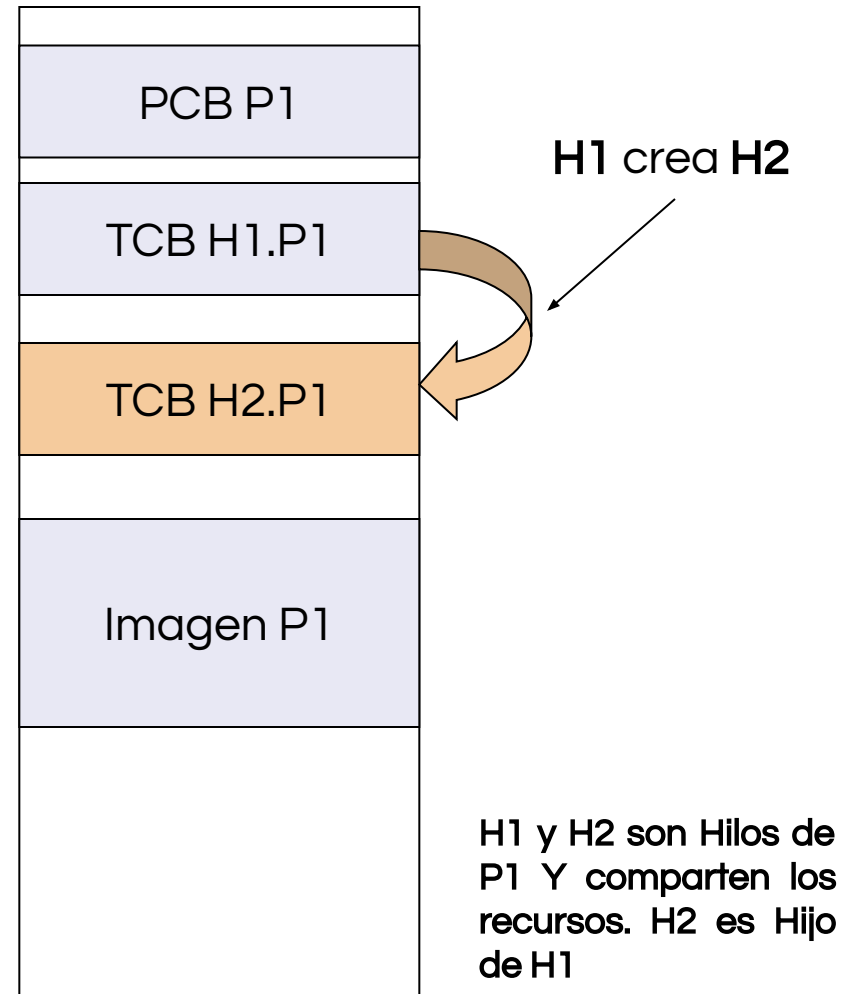 PCB P1
H1 crea H2
TCB H1.P1
TCB H2.P1
Imagen P1
H1 y H2 son Hilos de
P1 Y comparten los
recursos. H2 es Hijo
de H1